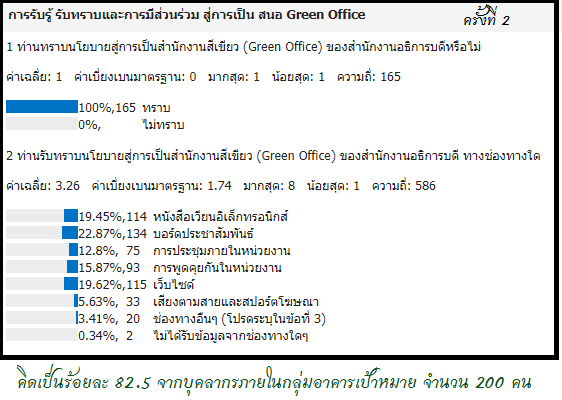 การรับรู้ รับทราบและการมีส่วนร่วม สู่การเป็น สนอ Green Office ครั้งที่ 2
1 ท่านทราบนโยบายสู่การเป็นสำนักงานสีเขียว (Green Office) ของสำนักงานอธิการบดีหรือไม่
ค่าเฉลี่ย: 1 ค่าเบี่ยงเบนมาตรฐาน: 0 มากสุด: 1 น้อยสุด: 1 ความถี่: 165
100%,165 ทราบ
0%, ไม่ทราบ
2 ท่านรับทราบนโยบายสู่การเป็นสำนักงานสีเขียว (Green Office) ของสำนักงานอธิการบดี ทางช่องทางใด
ค่าเฉลี่ย: 3.26 ค่าเบี่ยงเบนมาตรฐาน: 1.74 มากสุด: 8 น้อยสุด: 1 ความถี่: 586
19.45%,114 หนังสือเวียนอิเล็กทรอนิกส์
22.87%,134 บอร์ดประชาสัมพันธ์
12.8%, 75 การประชุมภายในหน่วยงาน
15.87%,93 การพูดคุยกันในหน่วยงาน
19.62%,115 เว็บไซต์
5.63%, 33 เสียงตามสายและสปอร์ตโฆษณา
3.41%, 20 ช่องทางอื่นๆ (โปรดระบุในข้อที่ 3)
0.34%, 2 ไม่ได้รับข้อมูลจากช่องทางใดๆ
คิดเป็นร้อยละ 82.5 จากบุคลากรภายในกลุ่มอาคารเป้าหมาย จำนวน 200 คน